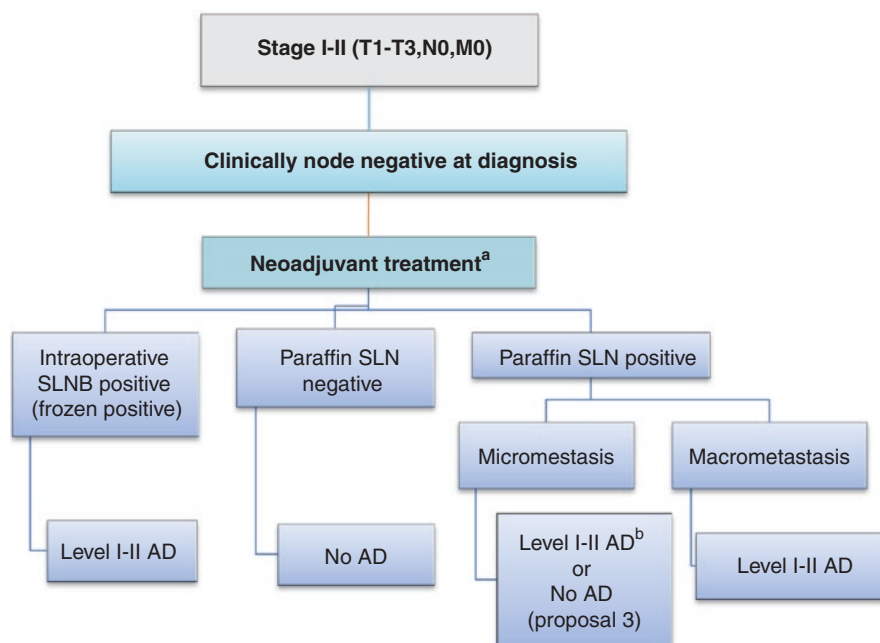 Stage I-II (T1-T3,N0,M0)
Clinically node negative at diagnosis
Neoadjuvant treatmentᵃ
Intraoperative
SLNB positive
(frozen positive)
Paraffin SLN
negative
Paraffin SLN positive
Micromestasis
Macrometastasis
Level I-II AD
No AD
Level I-II ADᵇ
or
No AD
(proposal 3)
Level I-II AD